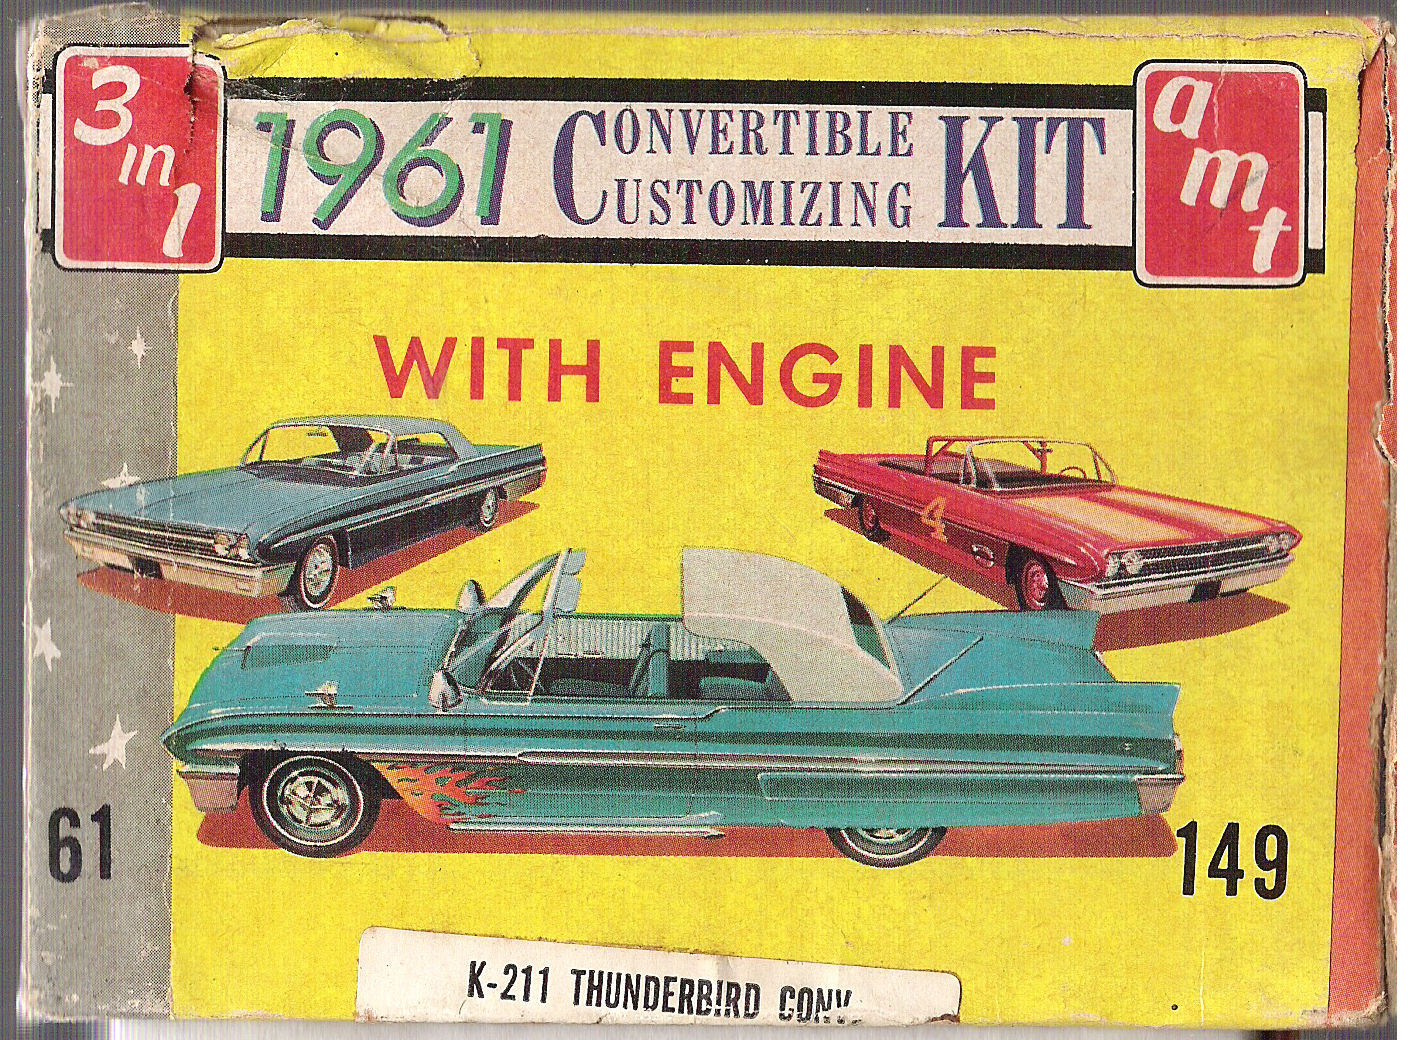 3 in 1
1961 CONVERTIBLE CUSTOMIZING KIT
amt
WITH ENGINE
4
61
149
K-211 THUNDERBIRD CONV.